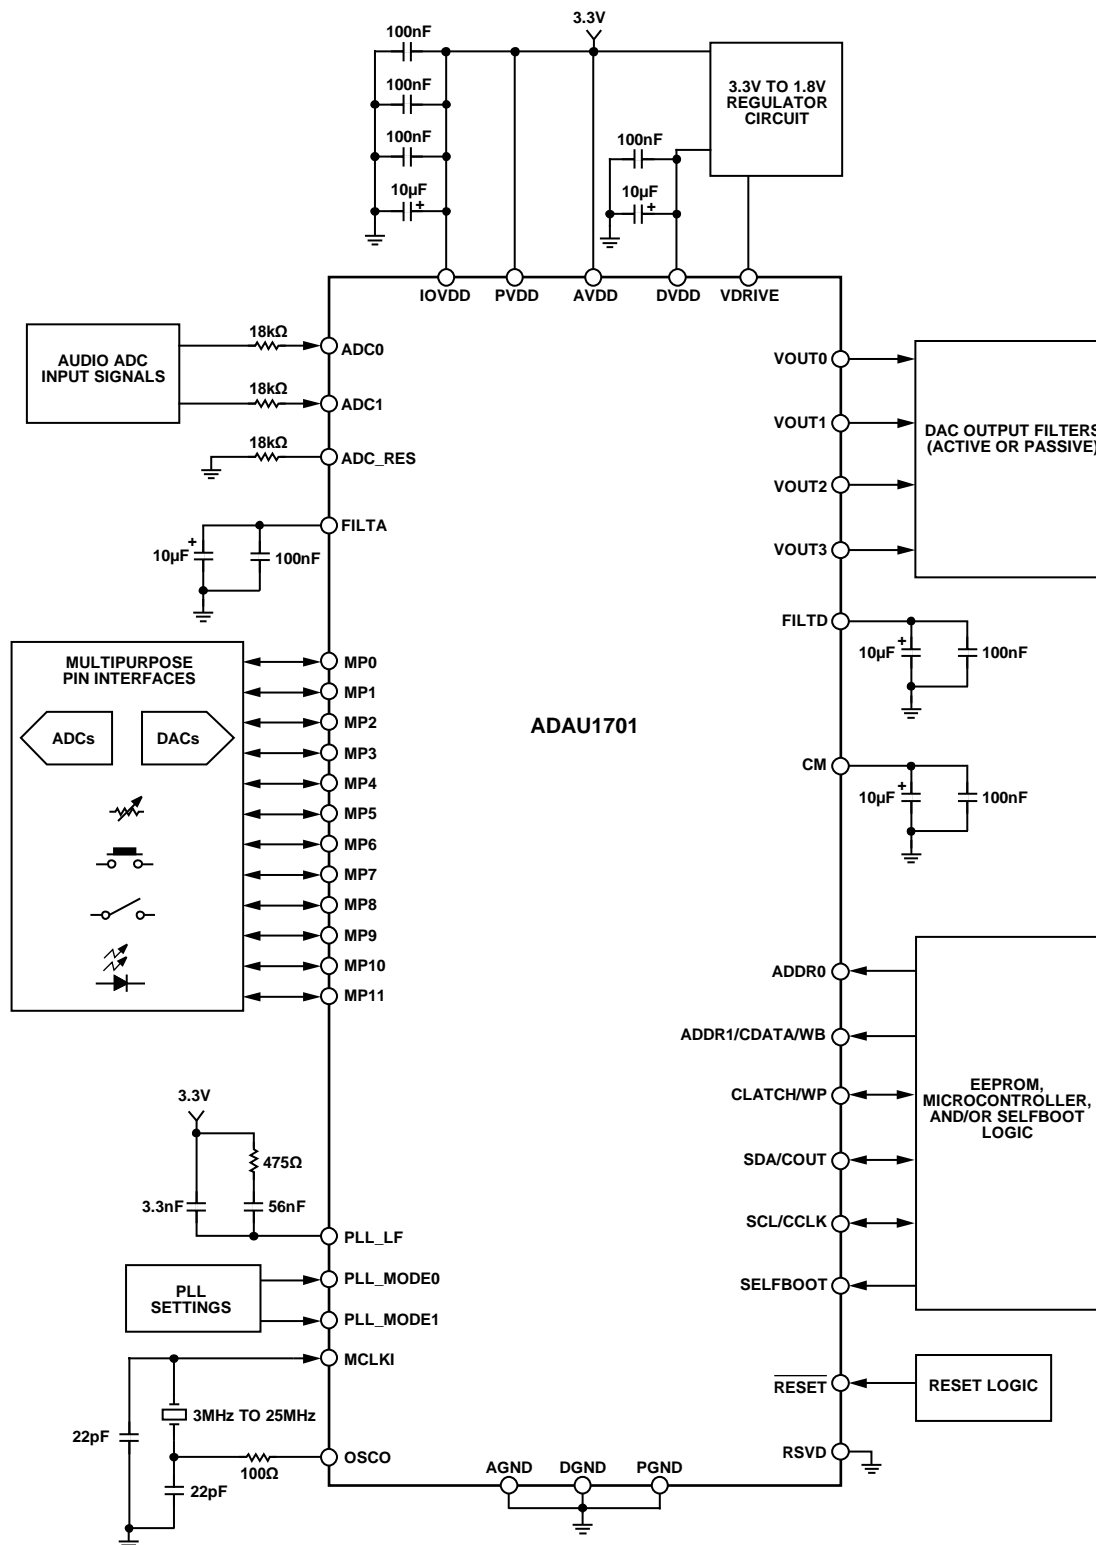 3.3V
100nF
100nF
100nF
10µF
+
3.3V TO 1.8V
REGULATOR
CIRCUIT
100nF
10µF
+
IOVDD
PVDD
AVDD
DVDD
VDRIVE
AUDIO ADC
INPUT SIGNALS
18kΩ
ADC0
18kΩ
ADC1
18kΩ
ADC_RES
FILTA
+
10µF
100nF
VOUT0
VOUT1
VOUT2
VOUT3
DAC OUTPUT FILTERS
(ACTIVE OR PASSIVE)
FILTD
+
10µF
100nF
MULTIPURPOSE
PIN INTERFACES
ADCs
DACs
MP0
MP1
MP2
MP3
MP4
MP5
MP6
MP7
MP8
MP9
MP10
MP11
ADAU1701
CM
+
10µF
100nF
ADDR0
ADDR1/CDATA/WB
CLATCH/WP
SDA/COUT
SCL/CCLK
SELFBOOT
EEPROM,
MICROCONTROLLER,
AND/OR SELFBOOT
LOGIC
3.3V
475Ω
3.3nF
56nF
PLL_LF
PLL
SETTINGS
PLL_MODE0
PLL_MODE1
MCLKI
3MHz TO 25MHz
22pF
100Ω
22pF
OSCO
RESET
RESET LOGIC
RSVD
AGND
DGND
PGND